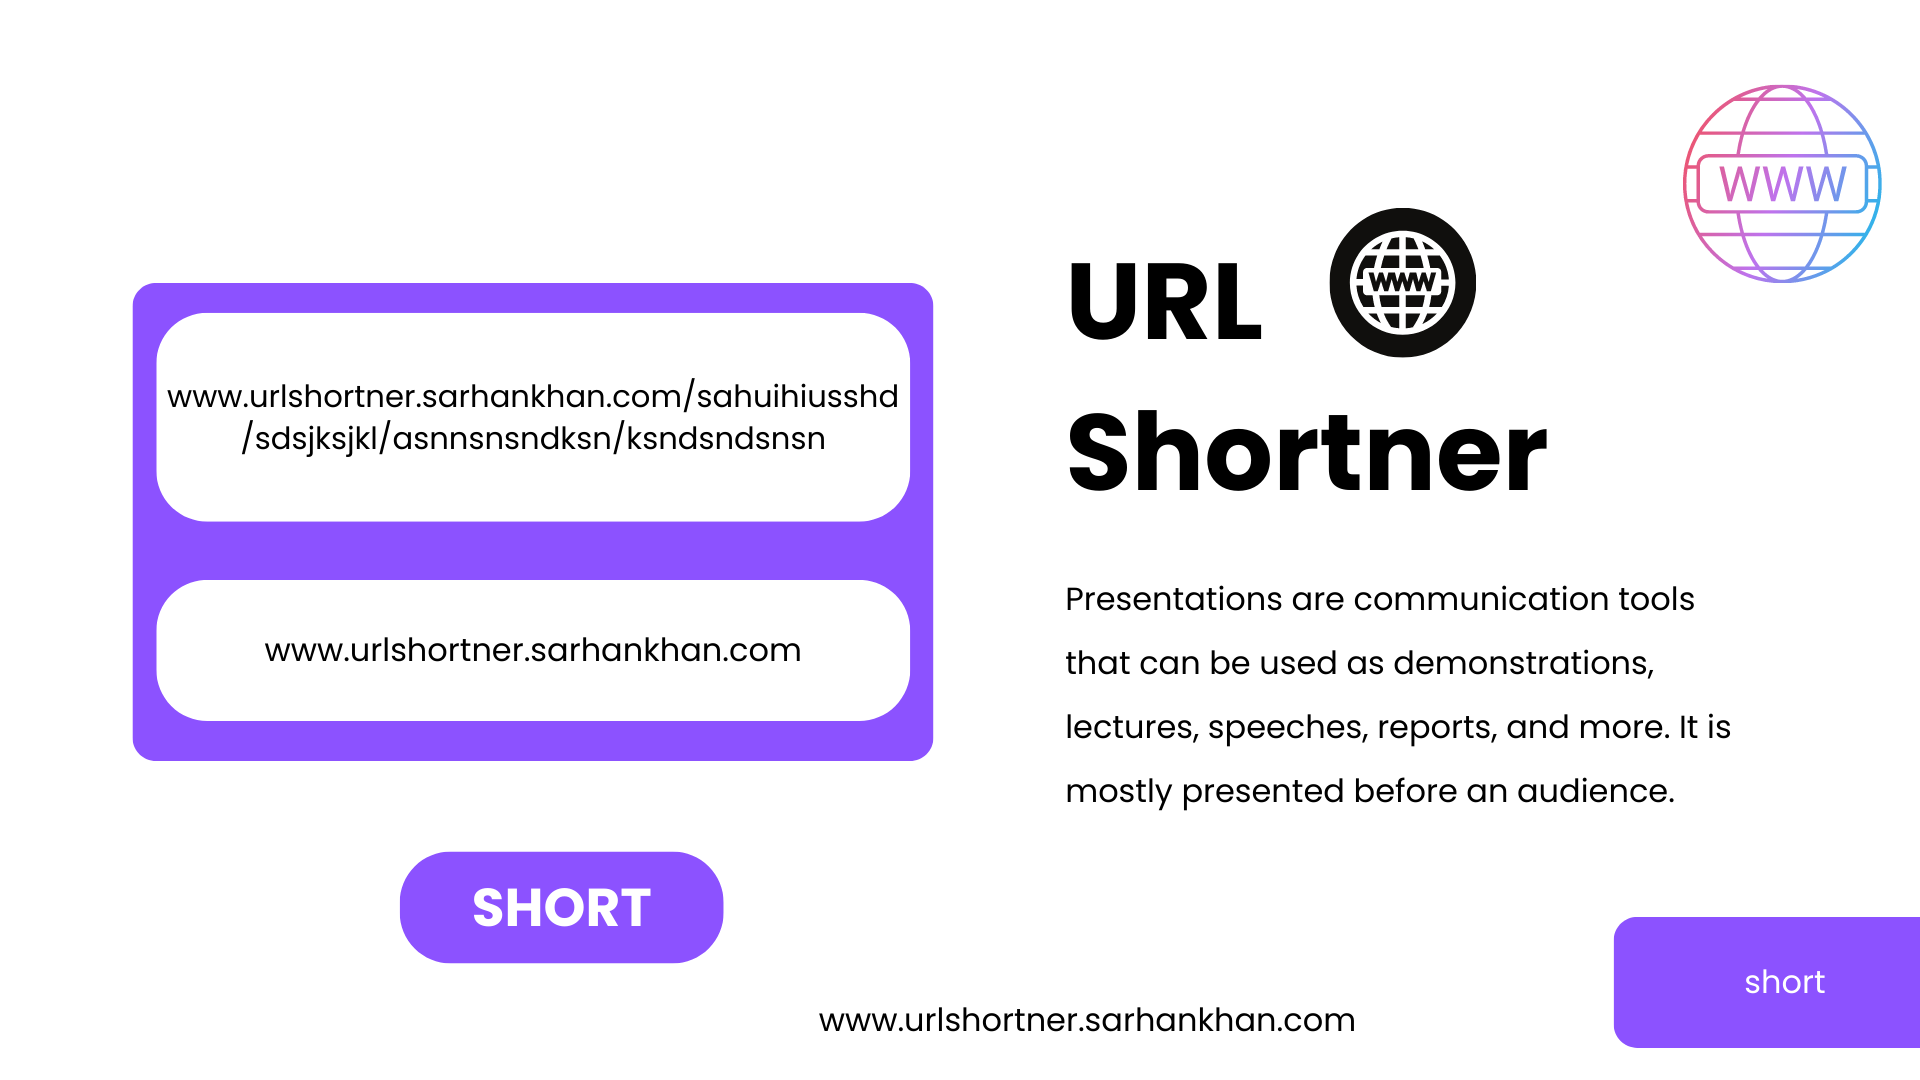 WWW
URL
WWW
Shortner
www.urlshortner.sarhankhan.com/sahuihiusshd
/sdsjksjkl/asnnsnsndksn/ksndsndsnsn
www.urlshortner.sarhankhan.com
SHORT
Presentations are communication tools
that can be used as demonstrations,
lectures, speeches, reports, and more. It is
mostly presented before an audience.
short
www.urlshortner.sarhankhan.com